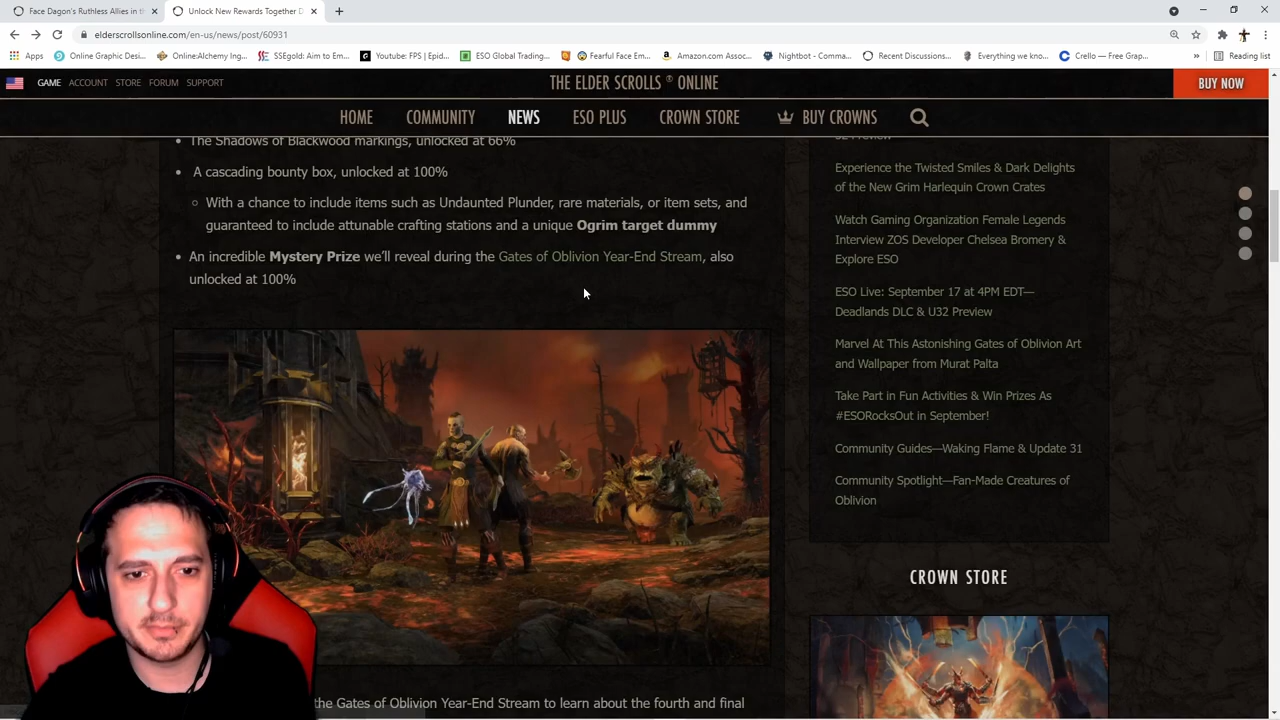 Face Dagon's Ruthless Allies in th
Unlock New Rewards Together D
elderscrollsonline.com/en-us/news/post/60931
Apps Online Graphic Desi... Online:Alchemy Ing... SSEgold: Aim to Em... Youtube: FPS | Epid... ESO Global Trading... Fearful Face Em... Amazon.com Assoc... Nightbot - Comma... Recent Discussions... Everything we kno... Crello — Free Grap... » Reading list
GAME ACCOUNT STORE FORUM SUPPORT
THE ELDER SCROLLS ® ONLINE
BUY NOW
HOME COMMUNITY NEWS ESO PLUS CROWN STORE BUY CROWNS
• The Shadows of Blackwood markings, unlocked at 66%
• A cascading bounty box, unlocked at 100%
With a chance to include items such as Undaunted Plunder, rare materials, or item sets, and
guaranteed to include attunable crafting stations and a unique Ogrim target dummy
• An incredible Mystery Prize we'll reveal during the Gates of Oblivion Year-End Stream, also
unlocked at 100%
the Gates of Oblivion Year-End Stream to learn about the fourth and final
32 Preview
Experience the Twisted Smiles & Dark Delights
of the New Grim Harlequin Crown Crates
Watch Gaming Organization Female Legends
Interview ZOS Developer Chelsea Bromery &
Explore ESO
ESO Live: September 17 at 4PM EDT—
Deadlands DLC & U32 Preview
Marvel At This Astonishing Gates of Oblivion Art
and Wallpaper from Murat Palta
Take Part in Fun Activities & Win Prizes As
#ESORocksOut in September!
Community Guides—Waking Flame & Update 31
Community Spotlight—Fan-Made Creatures of
Oblivion
CROWN STORE